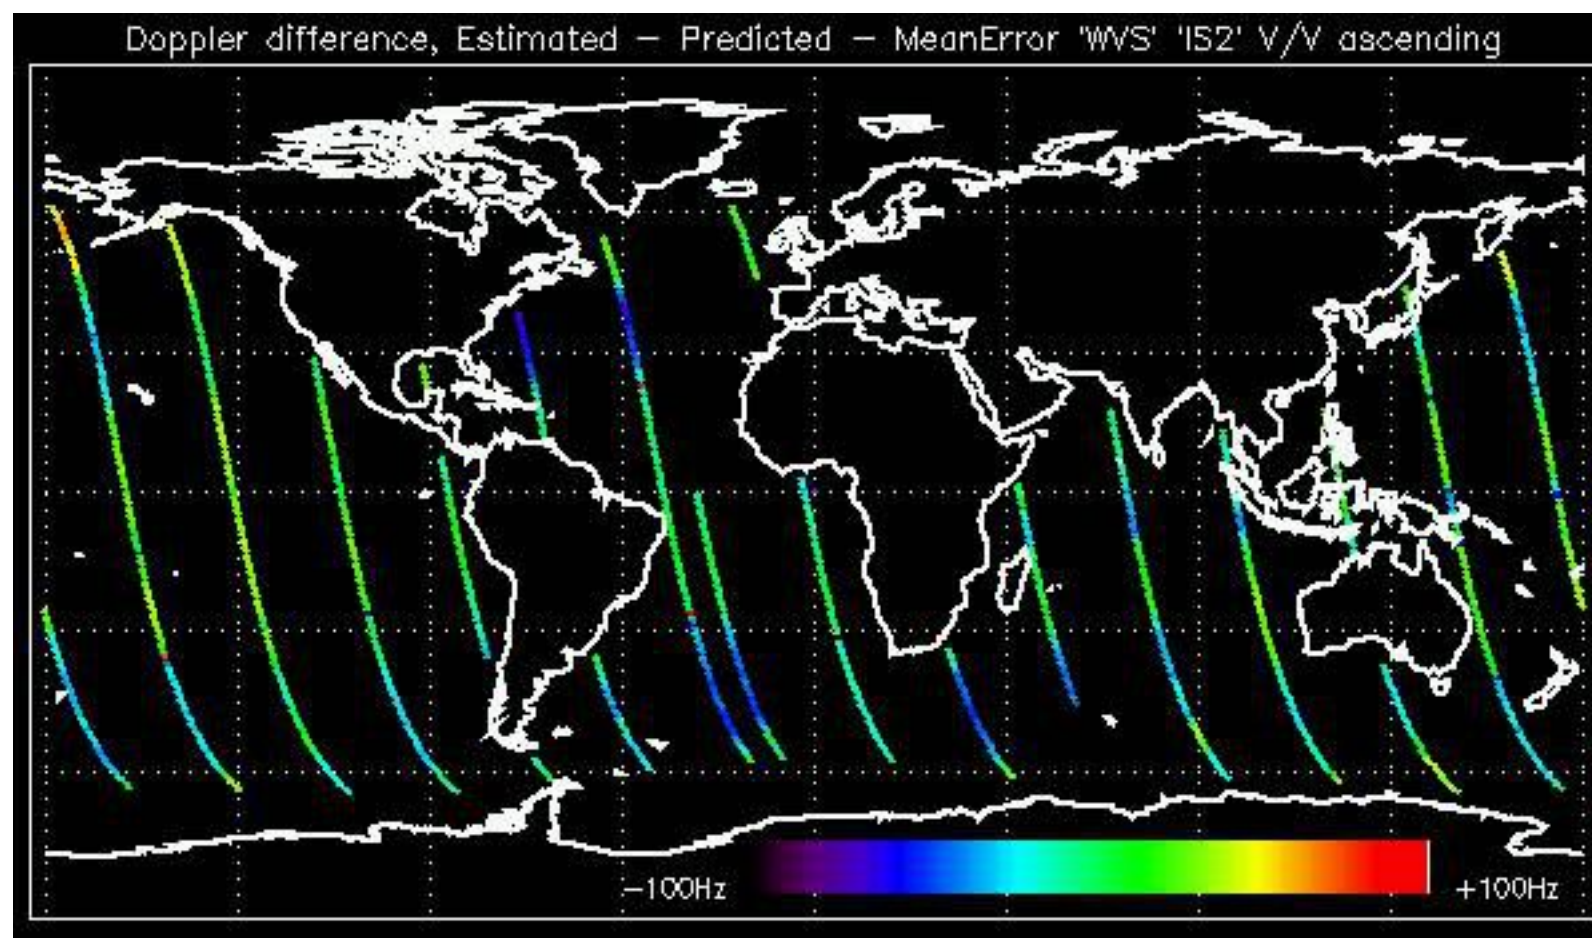 Doppler difference, Estimated – Predicted – MeanError 'WVS' 'IS2' V/V ascending
–100Hz +100Hz